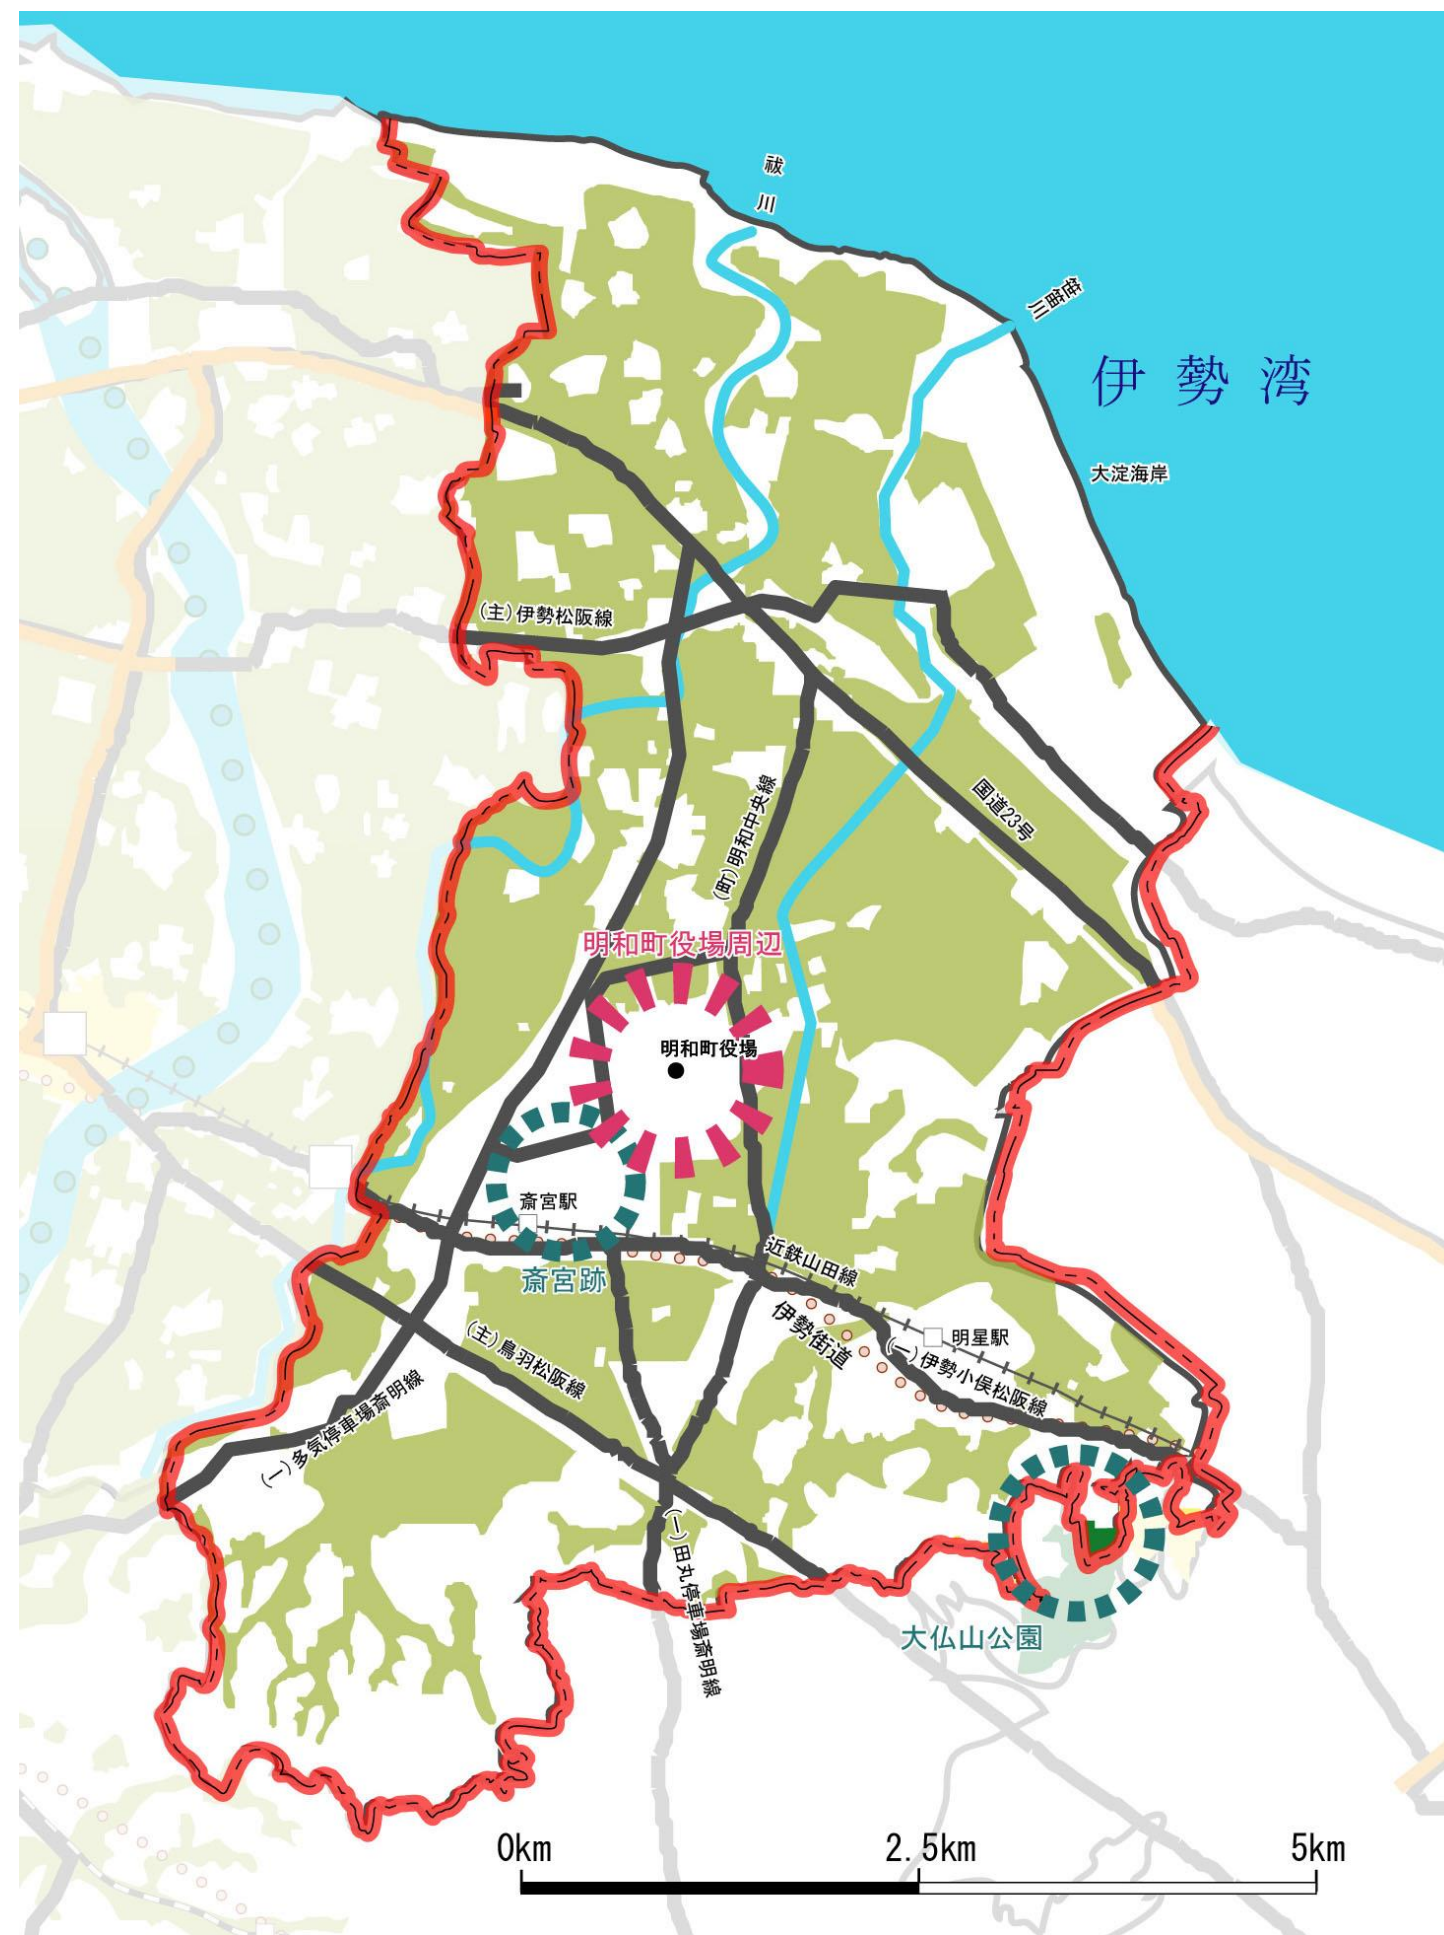 祓川
笹笛川
伊勢湾
大淀海岸
(主)伊勢松阪線
国道23号
(町)明和中央線
明和町役場周辺
明和町役場
斎宮駅
斎宮跡
近鉄山田線
伊勢街道
明星駅
(一)伊勢小俣松阪線
(主)鳥羽松阪線
(一)多気停車場斎明線
(一)田丸停車場斎明線
大仏山公園
0km
2.5km
5km